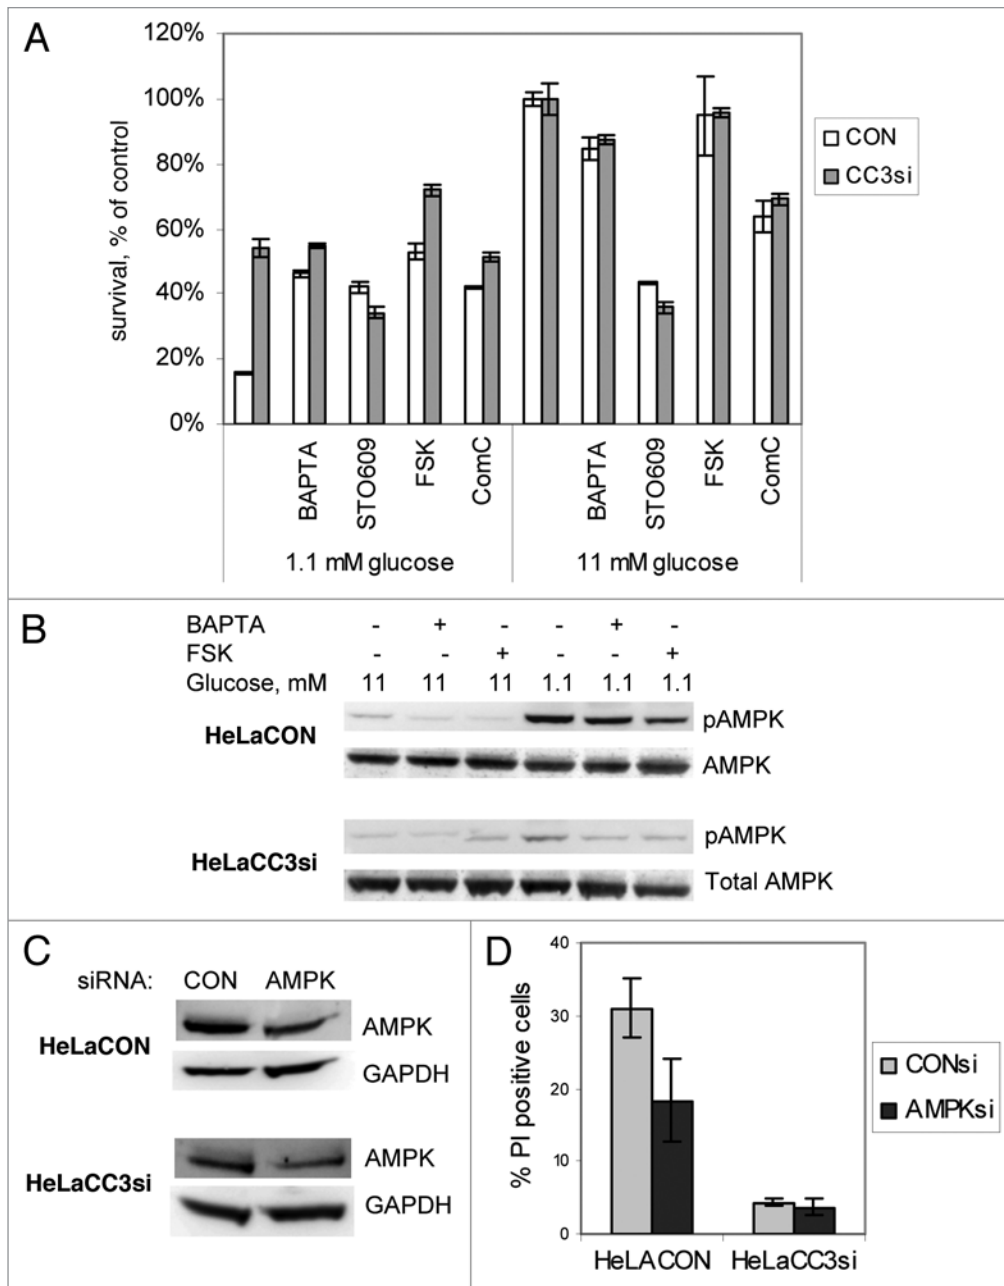 A
120%
100%
80%
60%
40%
20%
0%
survival, % of control
CON
CC3si
BAPTA
STO609
FSK
ComC
BAPTA
STO609
FSK
ComC
1.1 mM glucose
11 mM glucose
B
BAPTA - + - - + -
FSK - - + - - +
Glucose, mM 11 11 11 1.1 1.1 1.1
HeLaCON
pAMPK
AMPK
HeLaCC3si
pAMPK
Total AMPK
C
siRNA: CON AMPK
HeLaCON
AMPK
GAPDH
HeLaCC3si
AMPK
GAPDH
D
40
30
20
10
0
% PI positive cells
CONsi
AMPKsi
HeLACON
HeLaCC3si